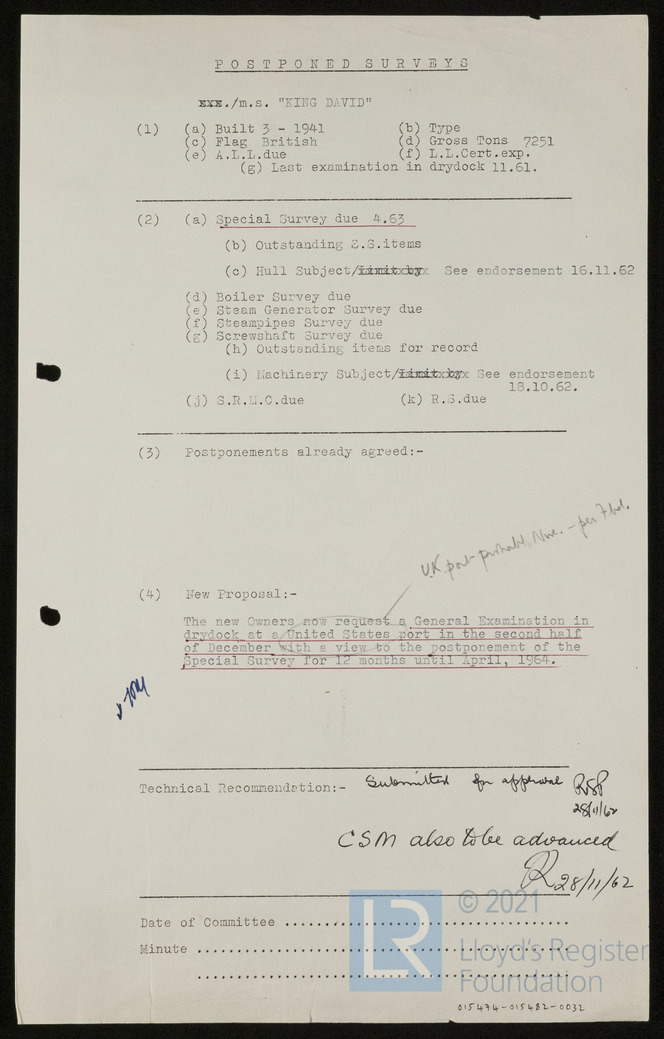 POSTPONED SURVEYS
xxx./m.s. "KING DAVID"
(1) (a) Built 3 - 1941 (b) Type
(c) Flag British (d) Gross Tons 7251
(e) A.L.L.due (f) L.L.Cert.exp.
(g) Last examination in drydock 11.61.
(2) (a) Special Survey due 4.63
(b) Outstanding S.S.items
(c) Hull Subject/Limit by See endorsement 16.11.62
(d) Boiler Survey due
(e) Steam Generator Survey due
(f) Steampipes Survey due
(g) Screwshaft Survey due
(h) Outstanding items for record
(i) Machinery Subject/Limit by See endorsement
18.10.62.
(j) S.R.M.C.due (k) R.S.due
(3) Postponements already agreed:-
U.K. port - probable Nne. - per
(4) New Proposal:-
The new Owners now request a General Examination in
drydock at a United States port in the second half
of December with a view to the postponement of the
Special Survey for 12 months until April, 1964.
Technical Recommendation:- Submitted for approval RSP
28/11/62
CSM also to be advanced
R 28/11/62
Date of Committee
Minute
© 2021
LR
Lloyd's Register
Foundation
015474-015482-0032